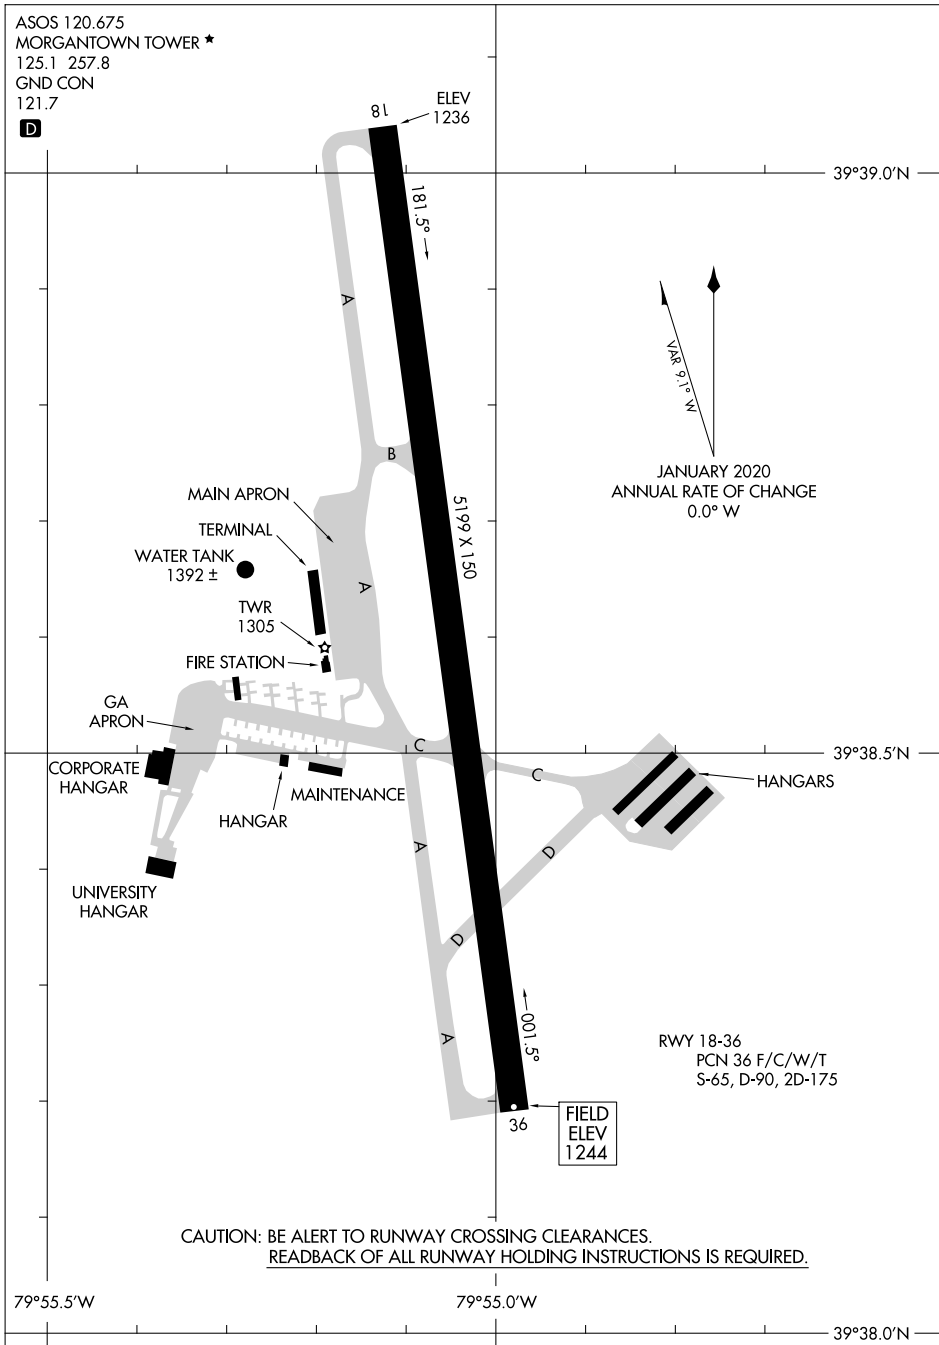 ASOS 120.675
MORGANTOWN TOWER ★
125.1 257.8
GND CON
121.7
D
18
ELEV
1236
39°39.0'N
181.5°
A
VAR 9.1° W
JANUARY 2020
ANNUAL RATE OF CHANGE
0.0° W
B
MAIN APRON
5199 X 150
TERMINAL
WATER TANK
1392 ±
A
TWR
1305
FIRE STATION
GA
APRON
C
39°38.5'N
CORPORATE
HANGAR
C
HANGARS
MAINTENANCE
HANGAR
A
D
UNIVERSITY
HANGAR
D
001.5°
A
RWY 18-36
PCN 36 F/C/W/T
S-65, D-90, 2D-175
36
FIELD
ELEV
1244
CAUTION: BE ALERT TO RUNWAY CROSSING CLEARANCES.
READBACK OF ALL RUNWAY HOLDING INSTRUCTIONS IS REQUIRED.
79°55.5'W
79°55.0'W
39°38.0'N